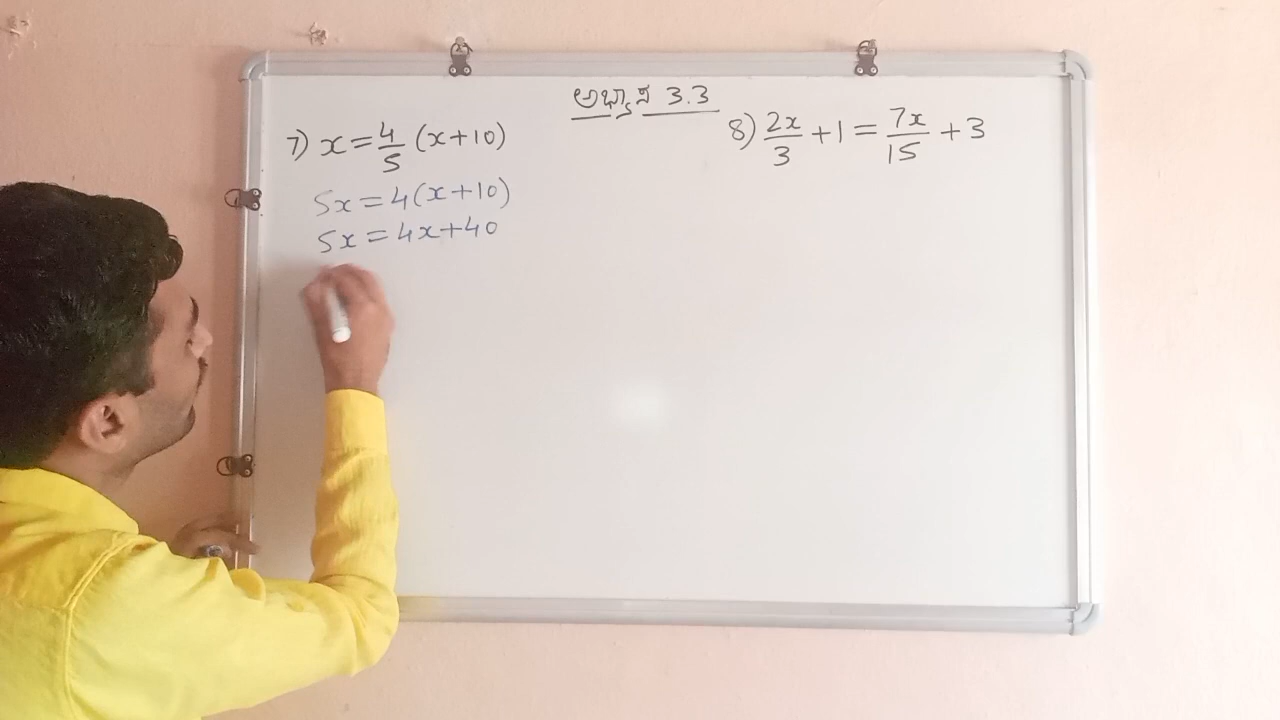 ಅಭ್ಯಾಸ 3.3
7) x = 4/5 (x+10)
5x = 4(x+10)
5x = 4x+40
8) 2x/3 + 1 = 7x/15 + 3